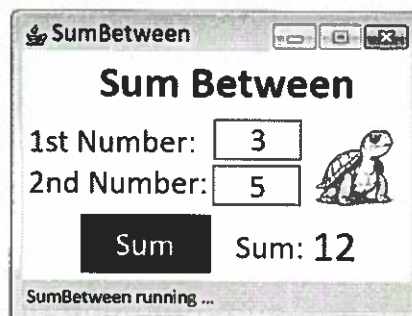 SumBetween
Sum Between
1st Number: 3
2nd Number: 5
Sum Sum: 12
SumBetween running ...